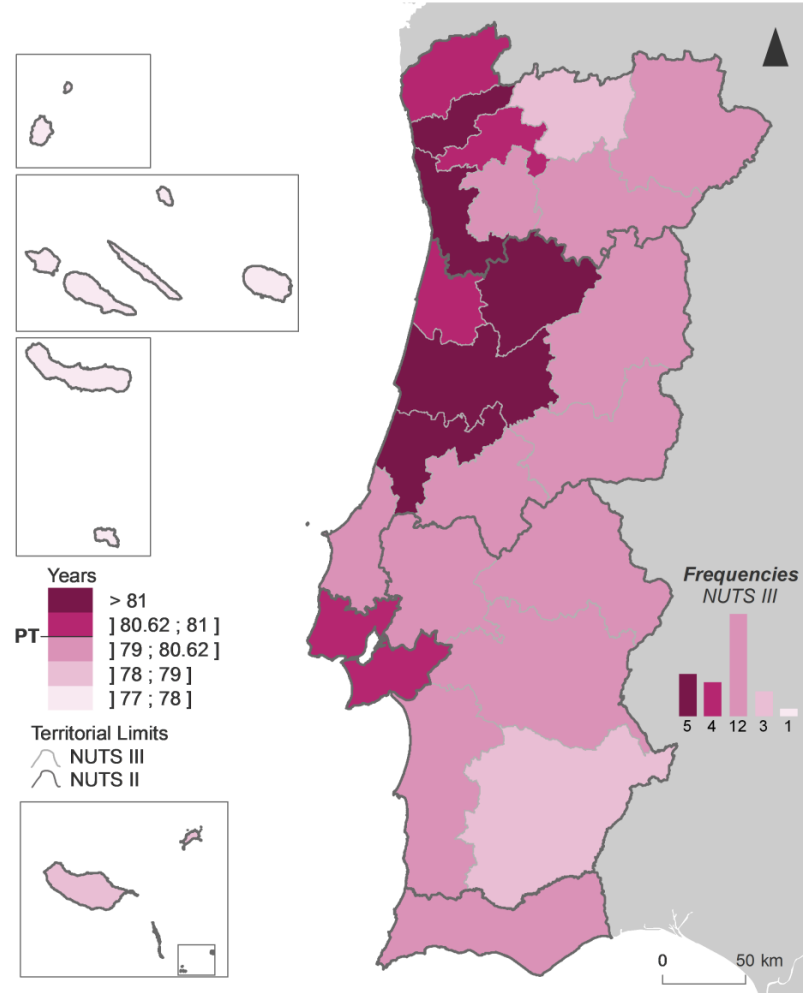 Years
> 81
] 80.62 ; 81 ]
PT
] 79 ; 80.62 ]
] 78 ; 79 ]
] 77 ; 78 ]
Territorial Limits
NUTS III
NUTS II
Frequencies
NUTS III
5 4 12 3 1
0 50 km